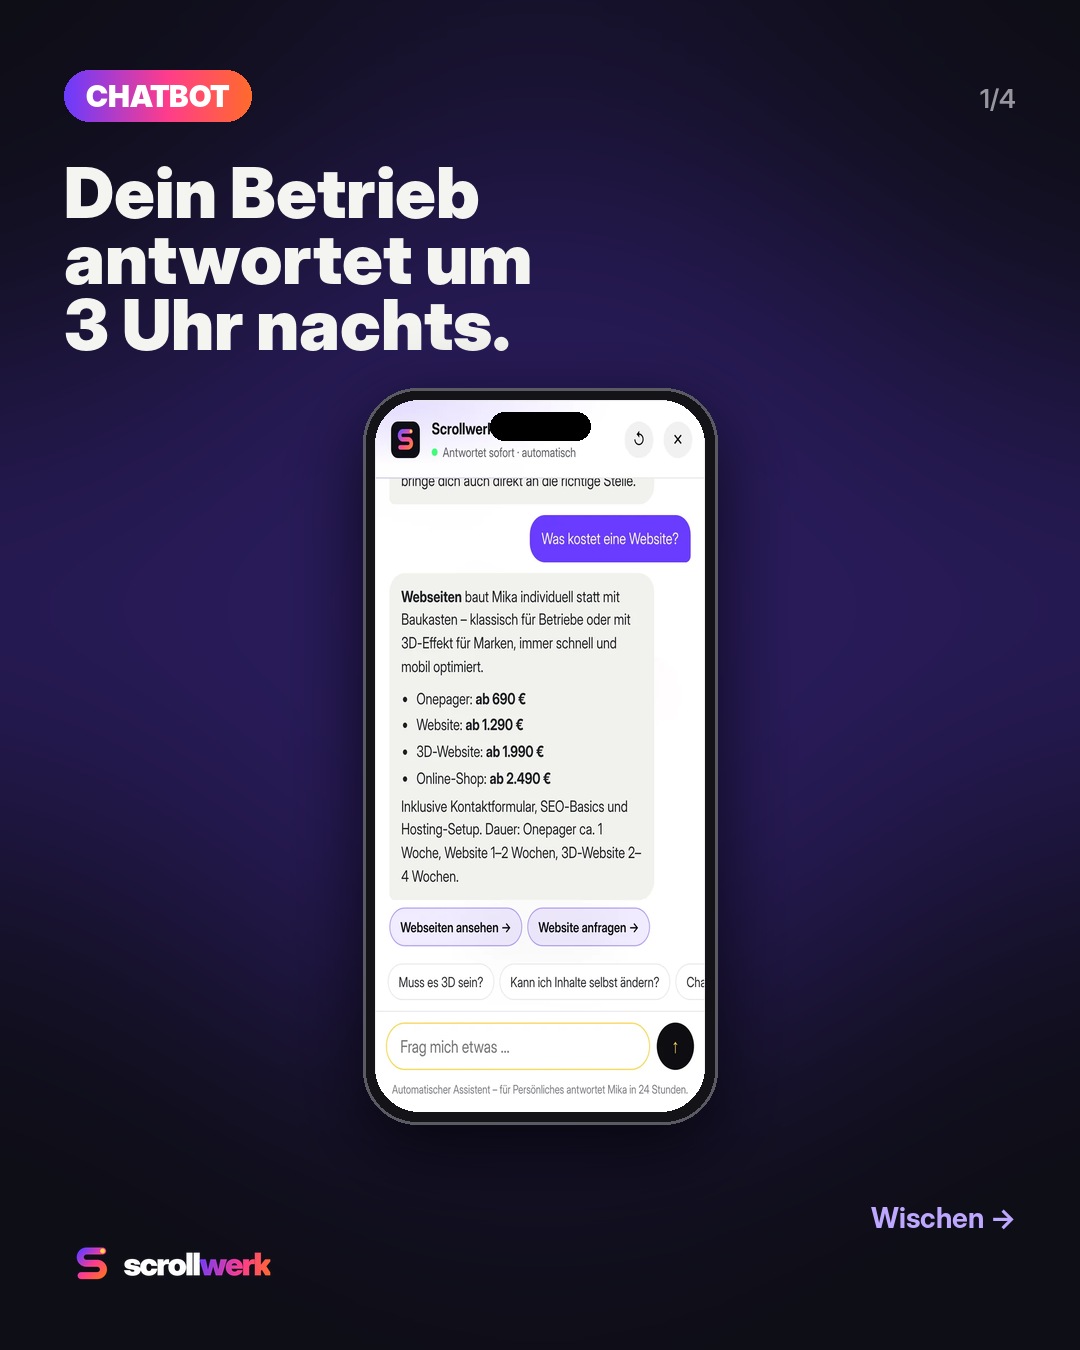 CHATBOT
1/4
Dein Betrieb
antwortet um
3 Uhr nachts.
Antwortet sofort · automatisch
bringe dich auch direkt an die richtige Stelle.
Was kostet eine Website?
Webseiten baut Mika individuell statt mit
Baukasten – klassisch für Betriebe oder mit
3D-Effekt für Marken, immer schnell und
mobil optimiert.
• Onepager: ab 690 €
• Website: ab 1.290 €
• 3D-Website: ab 1.990 €
• Online-Shop: ab 2.490 €
Inklusive Kontaktformular, SEO-Basics und
Hosting-Setup. Dauer: Onepager ca. 1
Woche, Website 1–2 Wochen, 3D-Website 2–
4 Wochen.
Webseiten ansehen → Website anfragen →
Muss es 3D sein? Kann ich Inhalte selbst ändern?
Frag mich etwas ...
↑
Automatischer Assistent – für Persönliches antwortet Mika in 24 Stunden.
Wischen →
scrollwerk